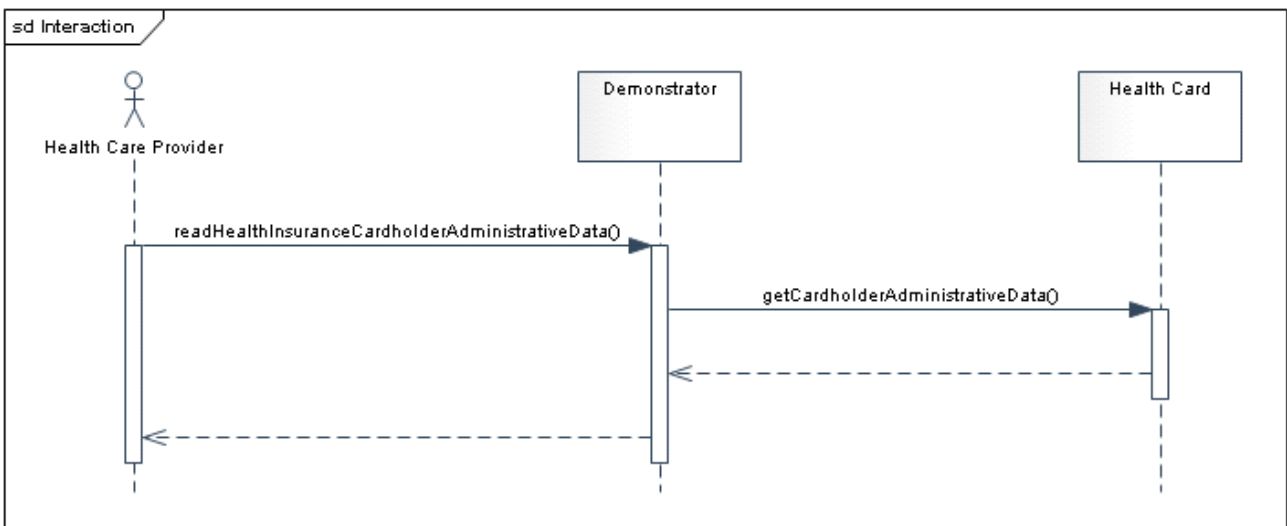 sd Interaction
Demonstrator
Health Card
Health Care Provider
readHealthInsuranceCardholderAdministrativeData()
getCardholderAdministrativeData()